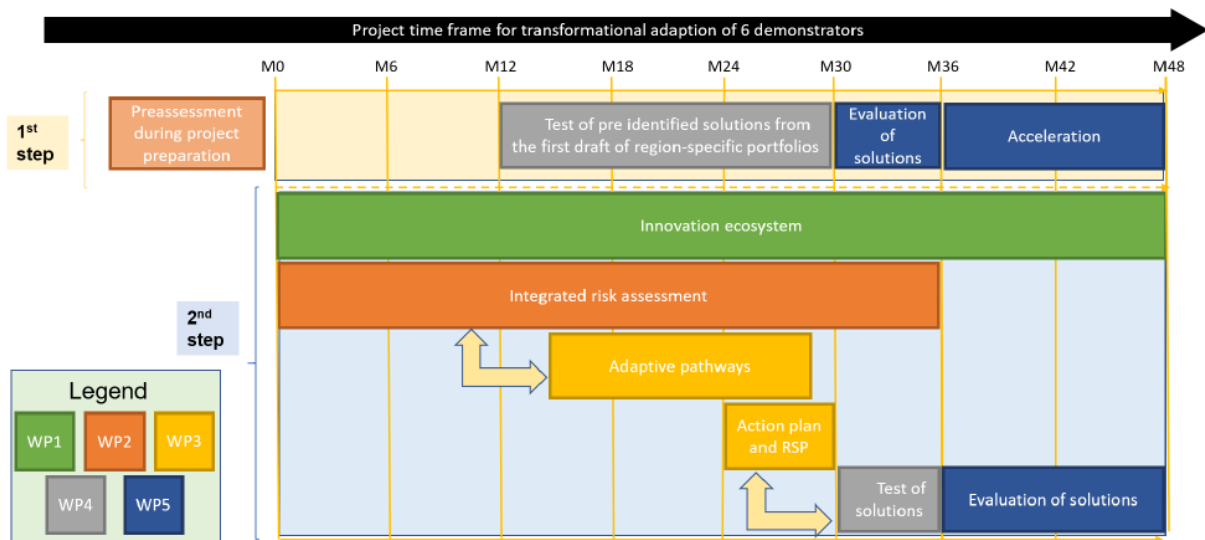 Project time frame for transformational adaption of 6 demonstrators
M0 M6 M12 M18 M24 M30 M36 M42 M48
1st
step
Preassessment
during project
preparation
Test of pre identified solutions from
the first draft of region-specific portfolios
Evaluation
of
solutions
Acceleration
Innovation ecosystem
Integrated risk assessment
2nd
step
Adaptive pathways
Action plan
and RSP
Test of
solutions
Evaluation of solutions
Legend
WP1 WP2 WP3
WP4 WP5